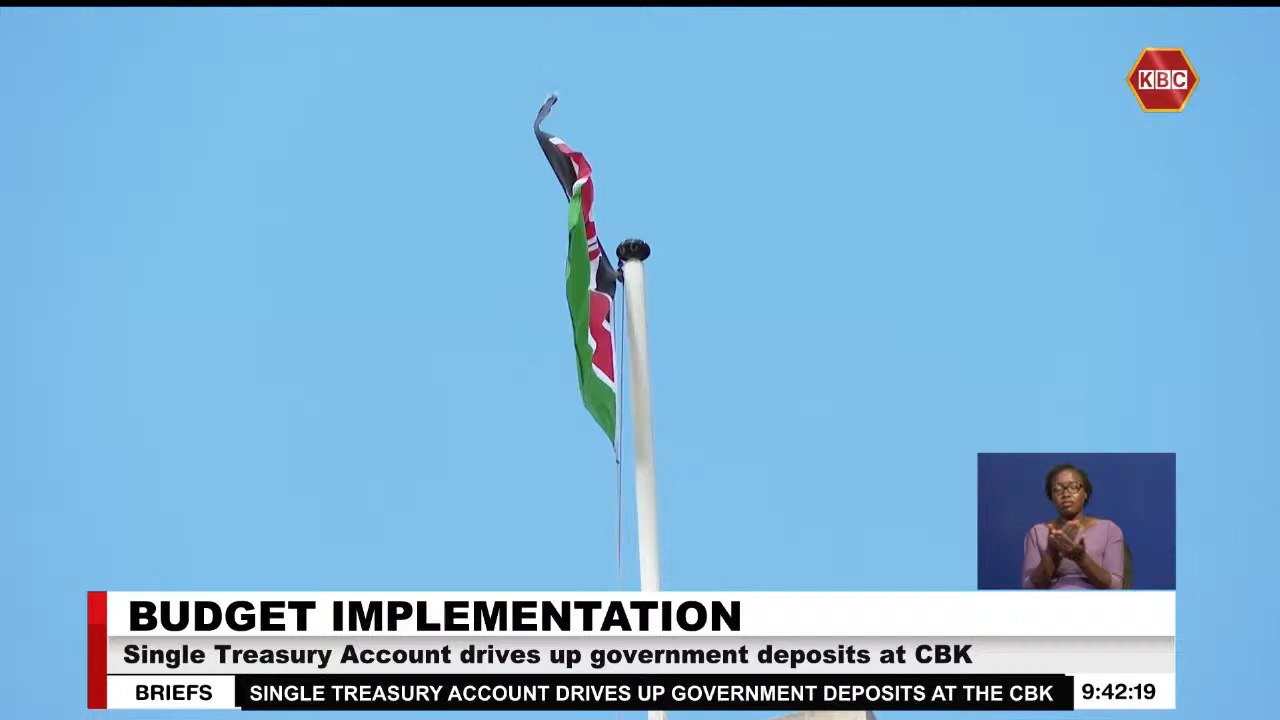 KBC
BUDGET IMPLEMENTATION
Single Treasury Account drives up government deposits at CBK
BRIEFS SINGLE TREASURY ACCOUNT DRIVES UP GOVERNMENT DEPOSITS AT THE CBK 9:42:19